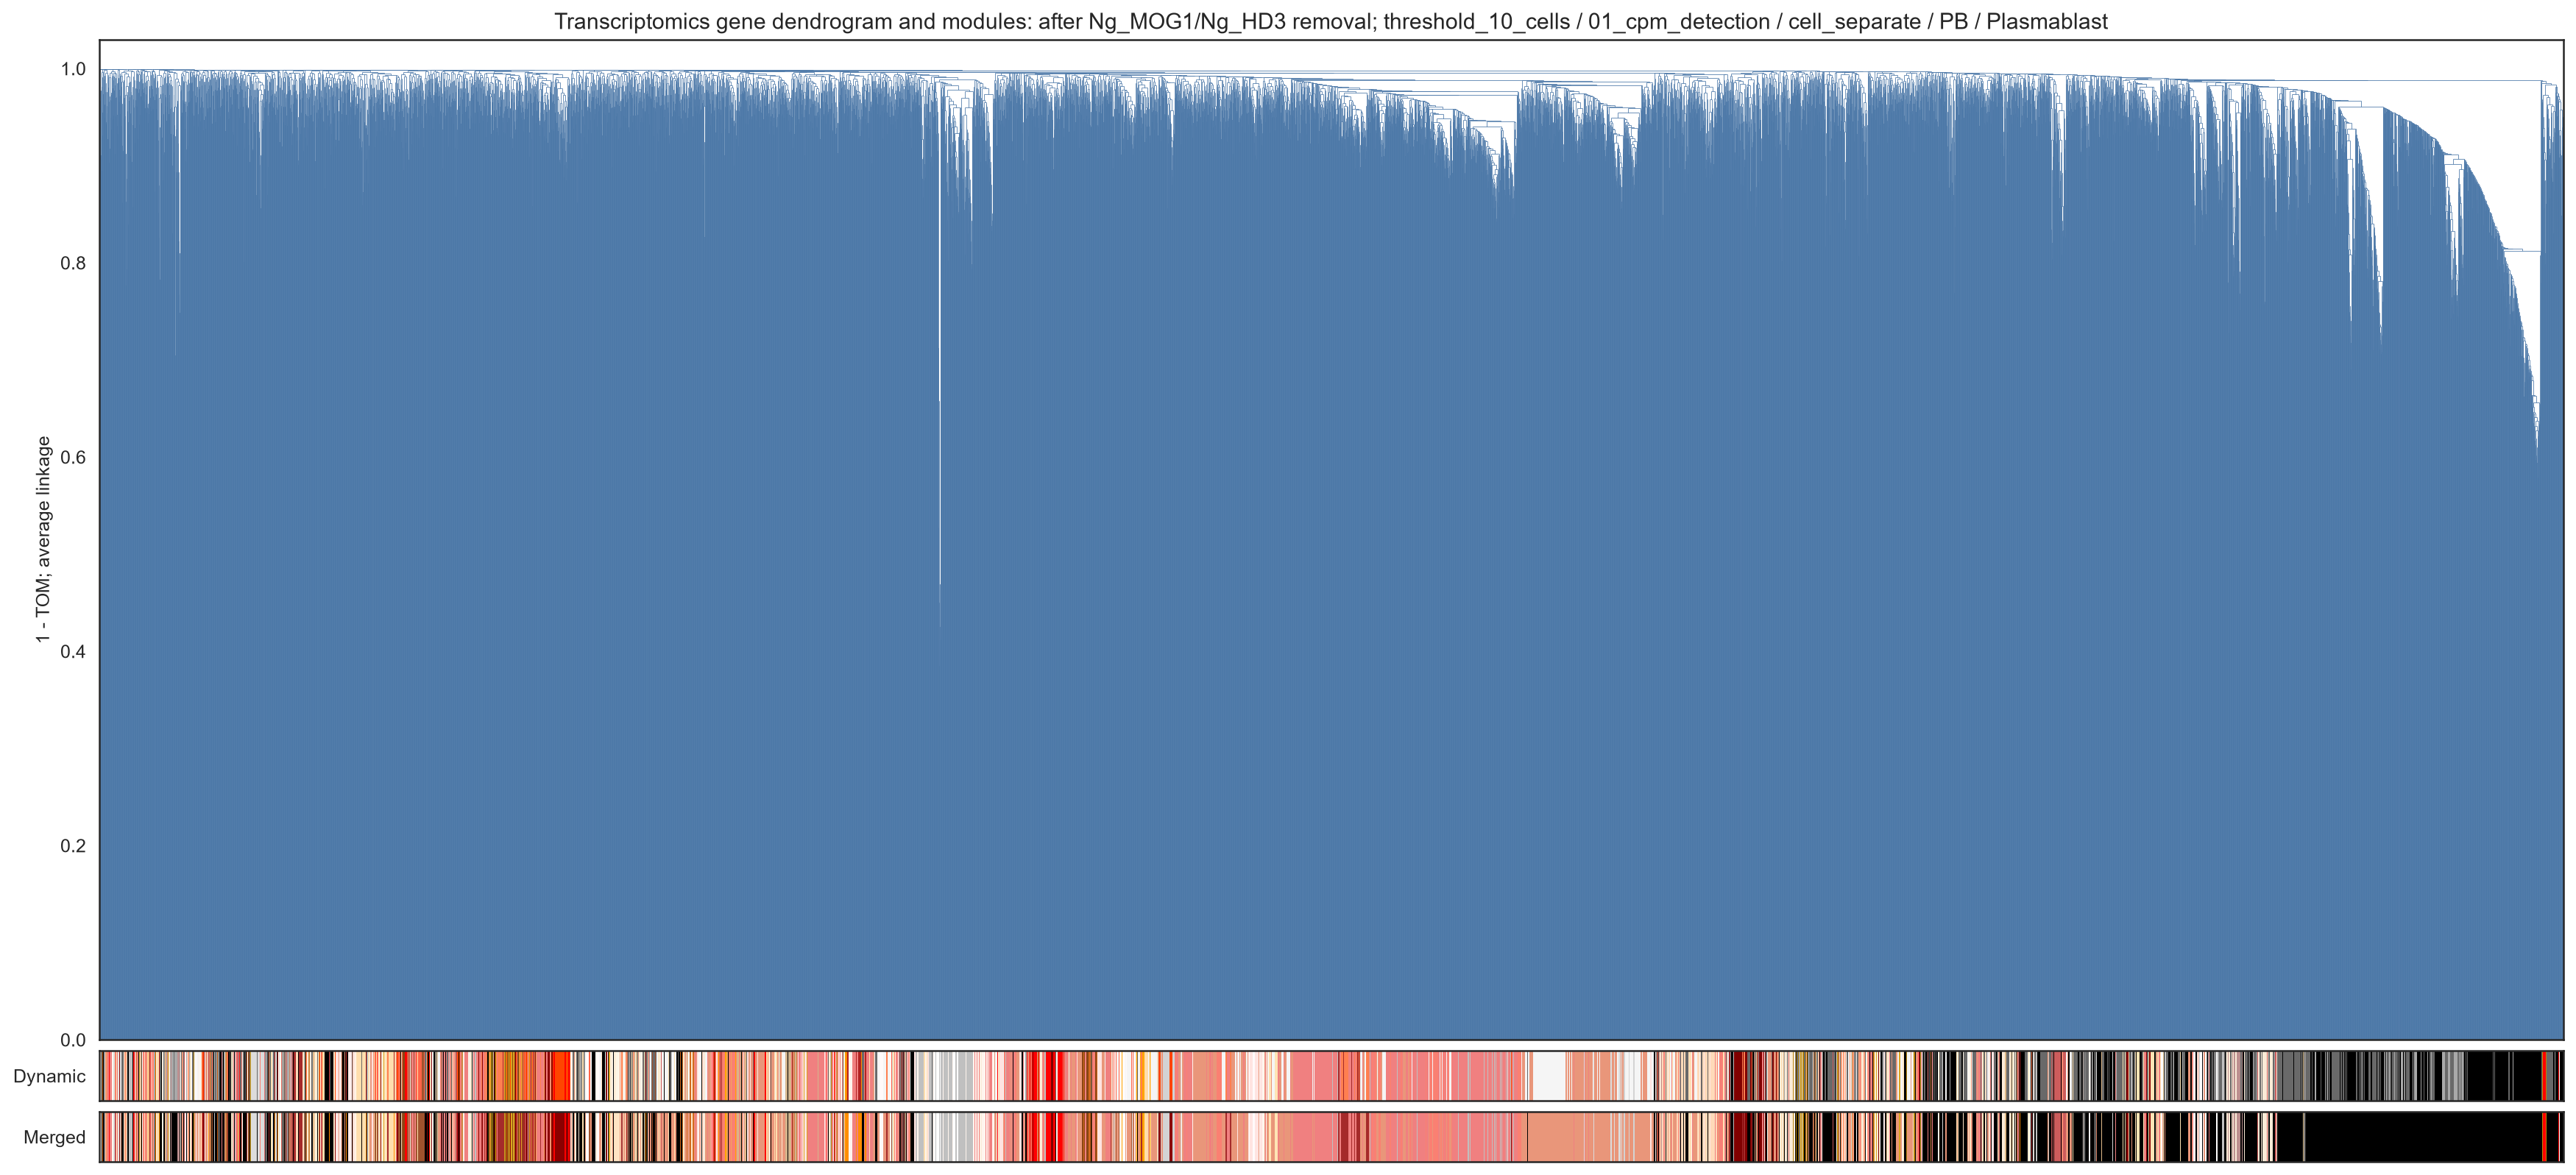 Transcriptomics gene dendrogram and modules: after Ng_MOG1/Ng_HD3 removal; threshold_10_cells / 01_cpm_detection / cell_separate / PB / Plasmablast
1.0
0.8
0.6
0.4
0.2
0.0
1 - TOM; average linkage
Dynamic
Merged